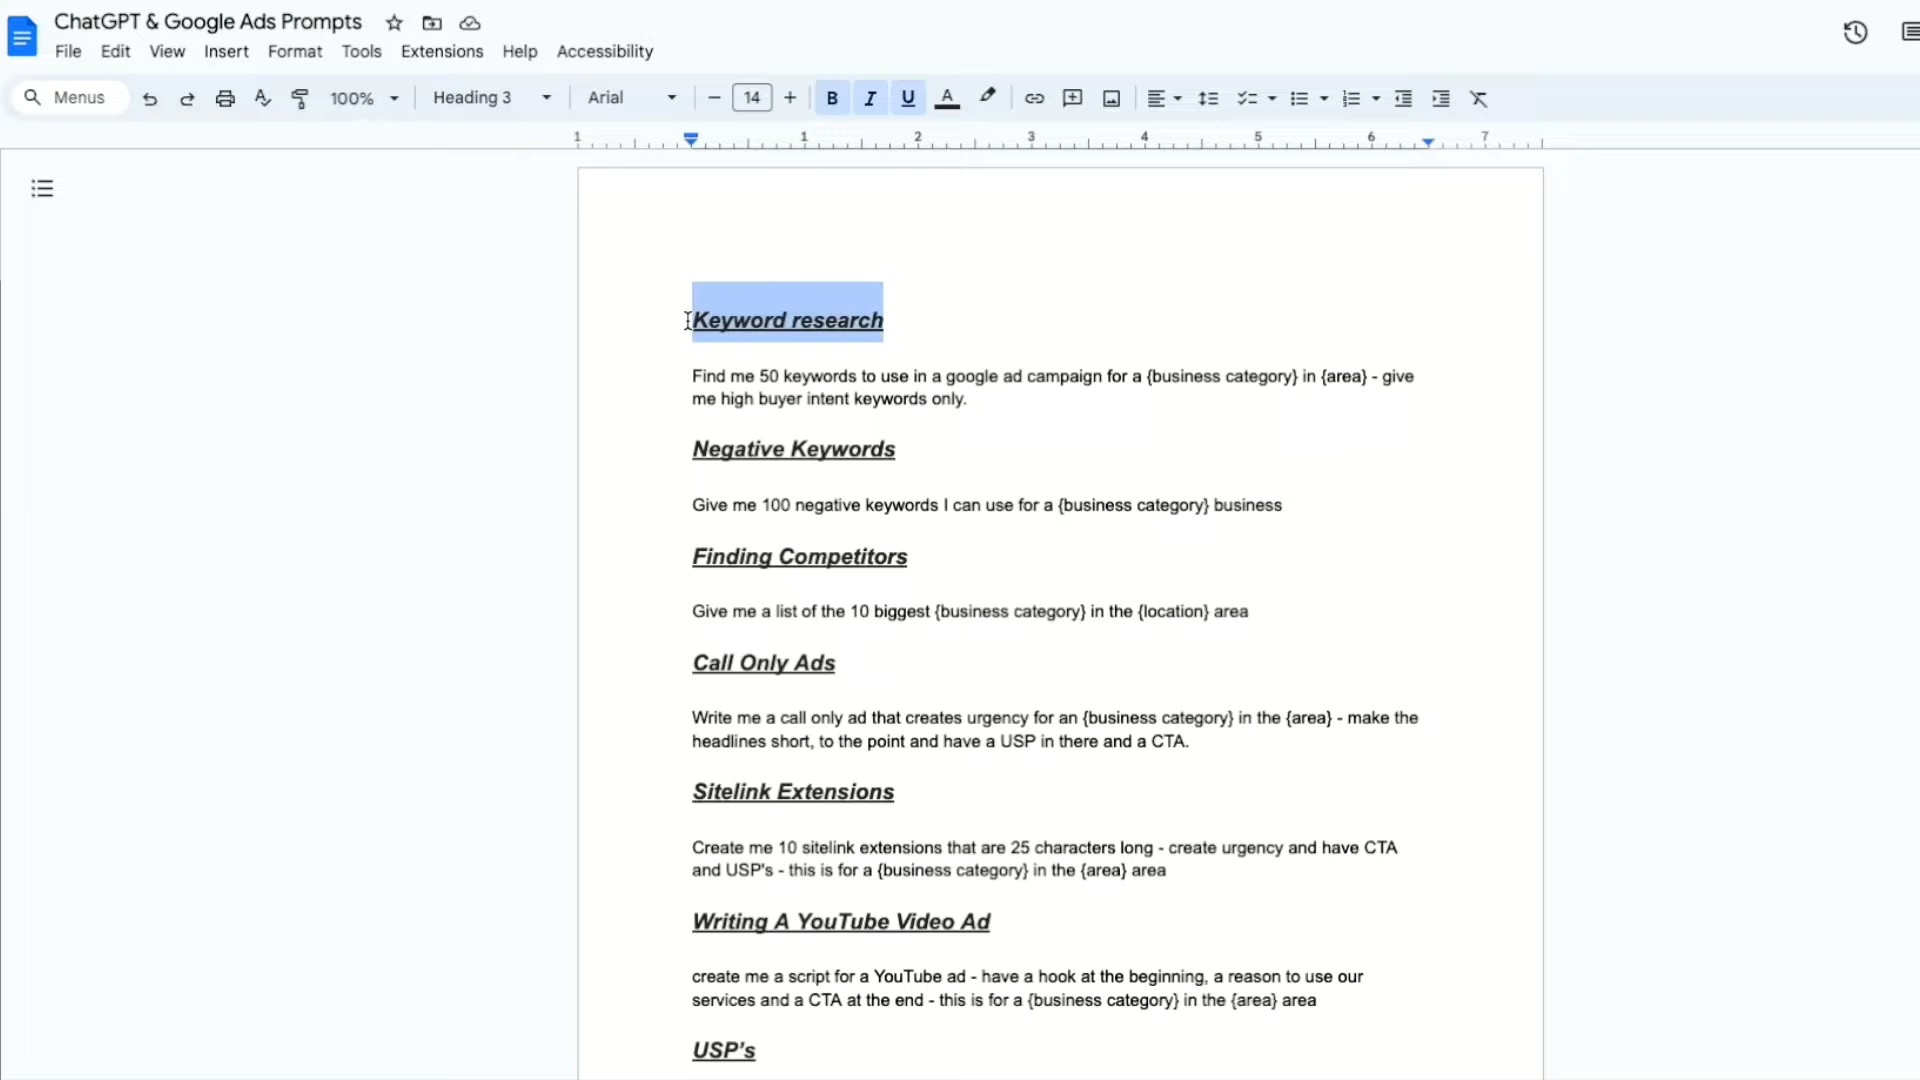 ChatGPT & Google Ads Prompts
File Edit View Insert Format Tools Extensions Help Accessibility
Menus 100% Heading 3 Arial 14 B I U A
1 1 2 3 4 5 6 7
Keyword research
Find me 50 keywords to use in a google ad campaign for a {business category} in {area} - give
me high buyer intent keywords only.
Negative Keywords
Give me 100 negative keywords I can use for a {business category} business
Finding Competitors
Give me a list of the 10 biggest {business category} in the {location} area
Call Only Ads
Write me a call only ad that creates urgency for an {business category} in the {area} - make the
headlines short, to the point and have a USP in there and a CTA.
Sitelink Extensions
Create me 10 sitelink extensions that are 25 characters long - create urgency and have CTA
and USP's - this is for a {business category} in the {area} area
Writing A YouTube Video Ad
create me a script for a YouTube ad - have a hook at the beginning, a reason to use our
services and a CTA at the end - this is for a {business category} in the {area} area
USP’s